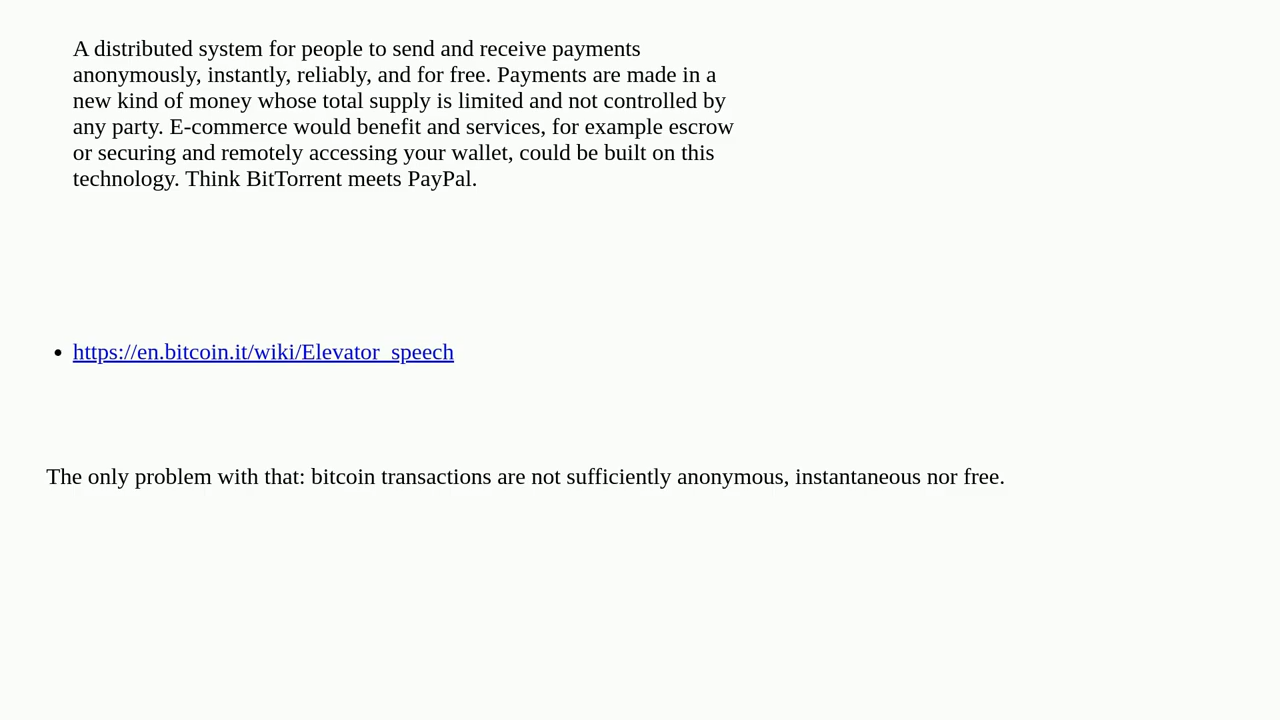 A distributed system for people to send and receive payments
anonymously, instantly, reliably, and for free. Payments are made in a
new kind of money whose total supply is limited and not controlled by
any party. E-commerce would benefit and services, for example escrow
or securing and remotely accessing your wallet, could be built on this
technology. Think BitTorrent meets PayPal.
• https://en.bitcoin.it/wiki/Elevator_speech
The only problem with that: bitcoin transactions are not sufficiently anonymous, instantaneous nor free.